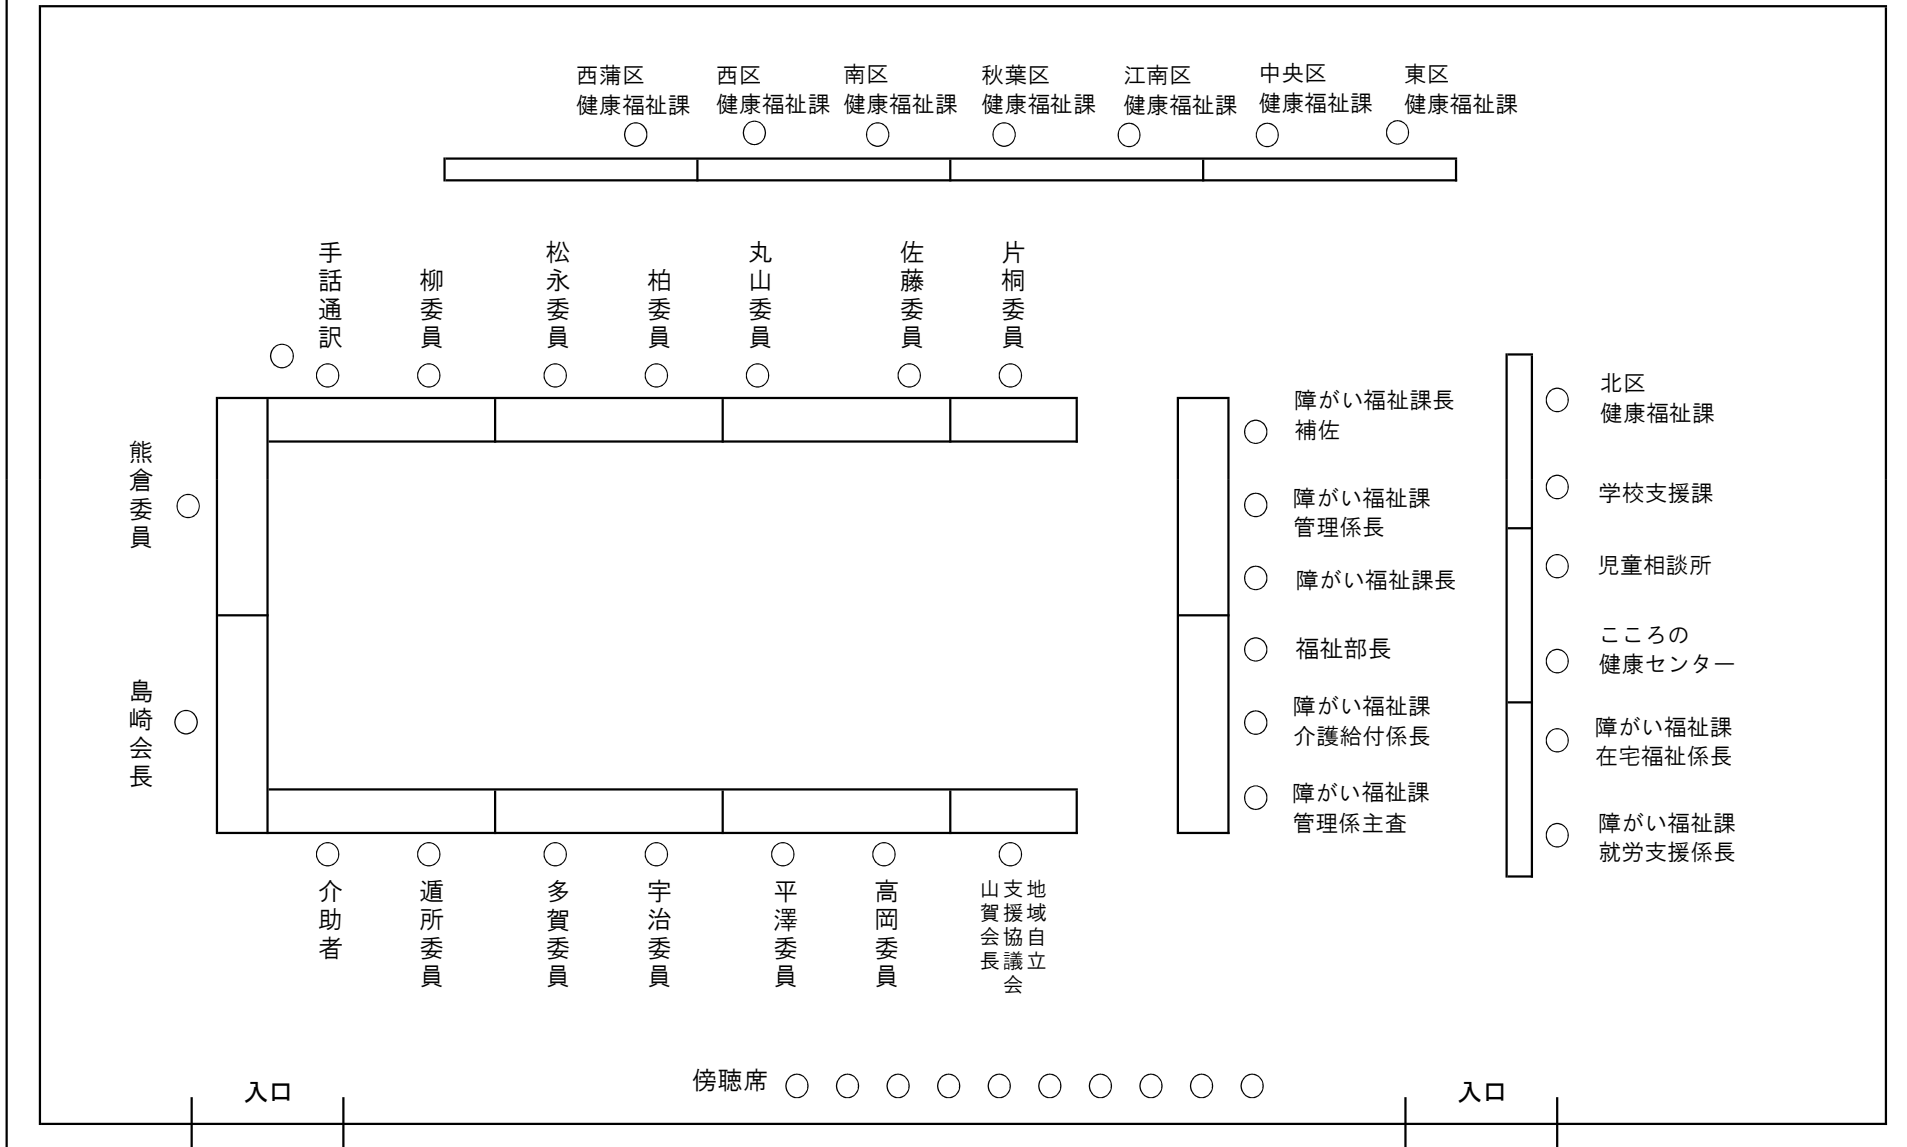 西蒲区
健康福祉課
西区
健康福祉課
南区
健康福祉課
秋葉区
健康福祉課
江南区
健康福祉課
中央区
健康福祉課
東区
健康福祉課
手話通訳
柳委員
松永委員
柏委員
丸山委員
佐藤委員
片桐委員
熊倉委員
島崎会長
障がい福祉課長
補佐
障がい福祉課
管理係長
障がい福祉課長
福祉部長
障がい福祉課
介護給付係長
障がい福祉課
管理係主査
北区
健康福祉課
学校支援課
児童相談所
こころの
健康センター
障がい福祉課
在宅福祉係長
障がい福祉課
就労支援係長
介助者
遁所委員
多賀委員
宇治委員
平澤委員
高岡委員
地域自立
支援協議会
山賀会長
傍聴席
入口
入口